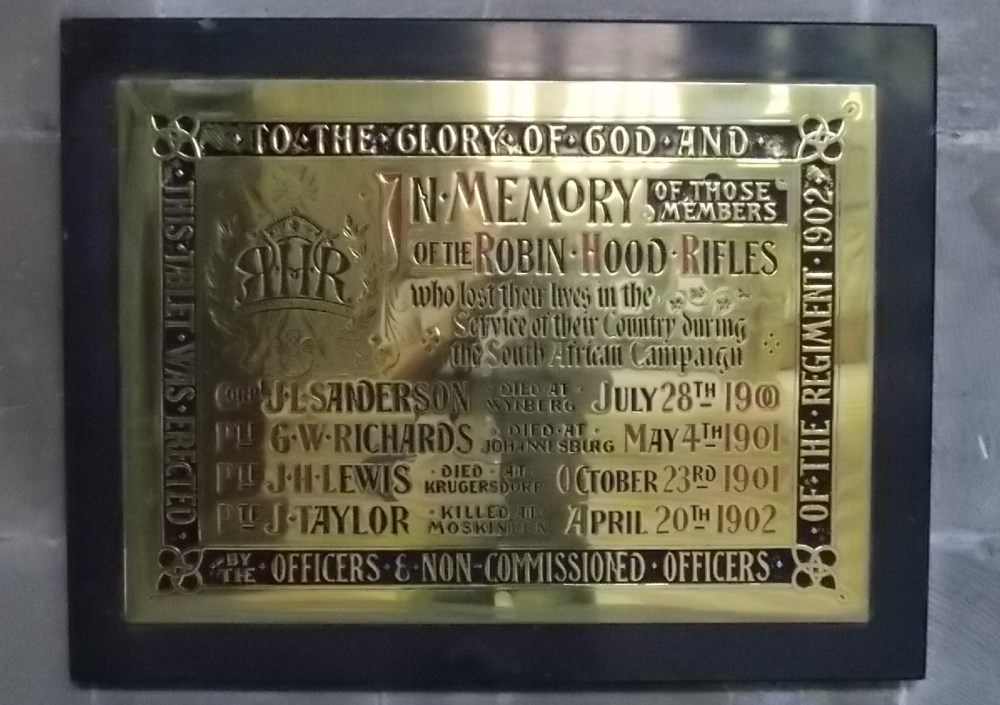 TO · THE · GLORY · OF · GOD · AND
IN · MEMORY OF THOSE MEMBERS
OF THE ROBIN · HOOD · RIFLES
who lost their lives in the
Service of their Country during
the South African Campaign
CORPL J · L · SANDERSON DIED AT WYNBERG JULY 28TH 1900
PTE G · W · RICHARDS · DIED · AT · JOHANNESBURG MAY 4TH 1901
PTE J · H · LEWIS · DIED · AT · KRUGERSDORP OCTOBER 23RD 1901
PTE J · TAYLOR · KILLED AT · APRIL 20TH 1902
THIS · TABLET · WAS · ERECTED ·
BY THE · OFFICERS · & · NON-COMMISSIONED · OFFICERS ·
· OF · THE · REGIMENT · 1902 ·
RHR